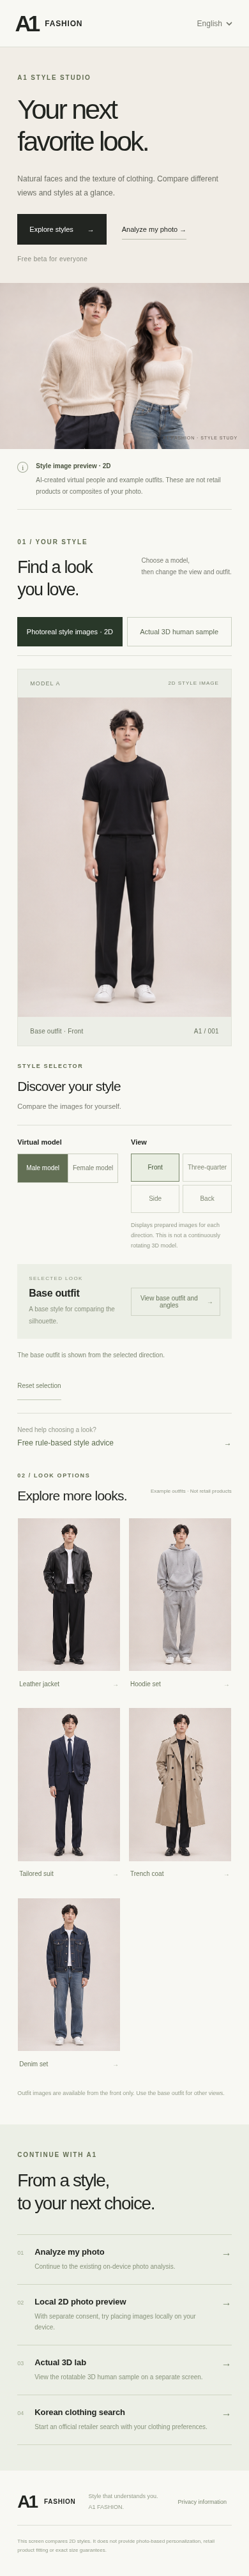 A1 FASHION
English
A1 STYLE STUDIO
Your next
favorite look.
Natural faces and the texture of clothing. Compare different
views and styles at a glance.
Explore styles →
Analyze my photo →
Free beta for everyone
· STYLE STUDY
Style image preview · 2D
AI-created virtual people and example outfits. These are not retail
products or composites of your photo.
01 / YOUR STYLE
Find a look
you love.
Choose a model,
then change the view and outfit.
Photoreal style images · 2D
Actual 3D human sample
MODEL A
2D STYLE IMAGE
Base outfit · Front
A1 / 001
STYLE SELECTOR
Discover your style
Compare the images for yourself.
Virtual model
Male model
Female model
View
Front
Three-quarter
Side
Back
Displayed prepared images for each
direction. This is not a continuously
rotating 3D model.
SELECTED LOOK
Base outfit
A base style for comparing the
silhouette.
View base outfit and
angles →
The base outfit is shown from the selected direction.
Reset selection
Need help choosing a look?
Free rule-based style advice →
02 / LOOK OPTIONS
Explore more looks.
Example outfits · Not retail products
Leather jacket →
Hoodie set →
Tailored suit →
Trench coat →
Denim set →
Outfit images are available from the front only. Use the base outfit for other views.
CONTINUE WITH A1
From a style,
to your next choice.
01 Analyze my photo →
Continue to the existing on-device photo analysis.
02 Local 2D photo preview →
With separate consent, try placing images locally on your
device.
03 Actual 3D lab →
View the rotatable 3D human sample on a separate screen.
04 Korean clothing search →
Start an official retailer search with your clothing preferences.
A1 FASHION
Style that understands you.
A1 FASHION.
Privacy information
This screen compares 2D styles. It does not provide photo-based personalization, retail
product fitting or exact size guarantees.